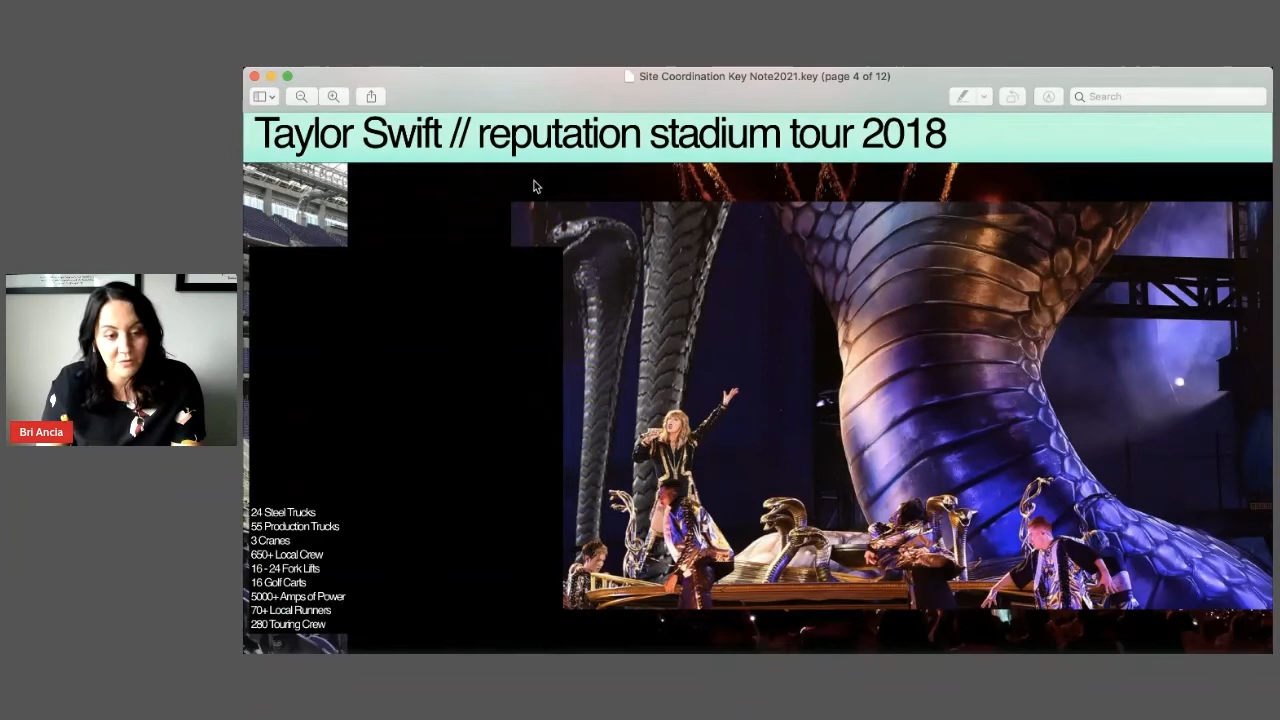 Site Coordination Key Note2021.key (page 4 of 12)
Search
Taylor Swift // reputation stadium tour 2018
Bri Ancia
24 Steel Trucks
55 Production Trucks
3 Cranes
650+ Local Crew
16 - 24 Fork Lifts
16 Golf Carts
5000+ Amps of Power
70+ Local Runners
280 Touring Crew